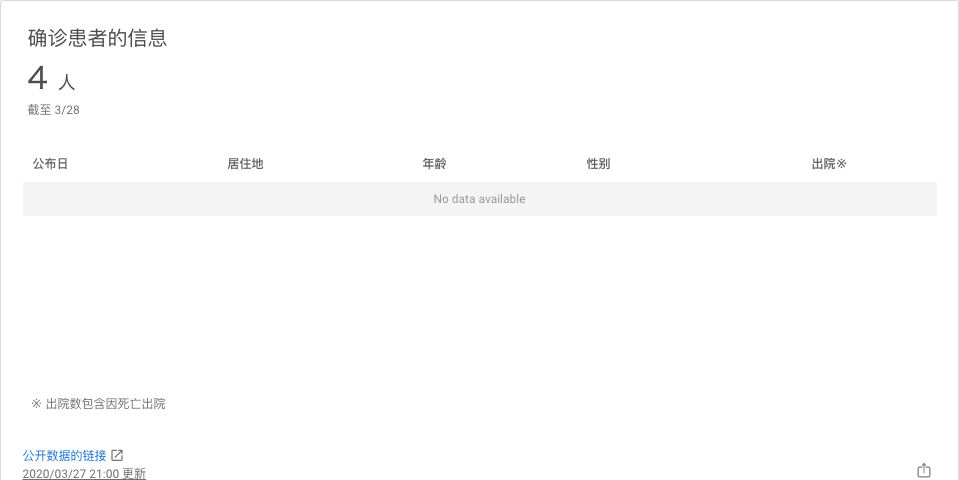 确诊患者的信息
4 人
截至 3/28
公布日 居住地 年龄 性别 出院※
No data available
※ 出院数包含因死亡出院
公开数据的链接
2020/03/27 21:00 更新